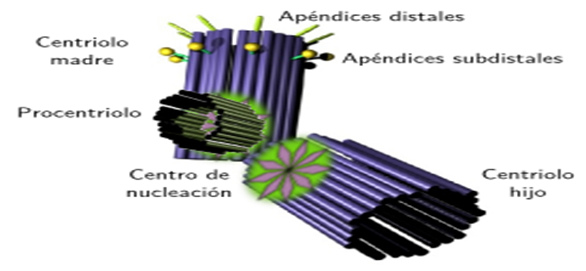 Apéndices distales
Centriolo
madre
Apéndices subdistales
Procentriolo
Centro de
nucleación
Centriolo
hijo